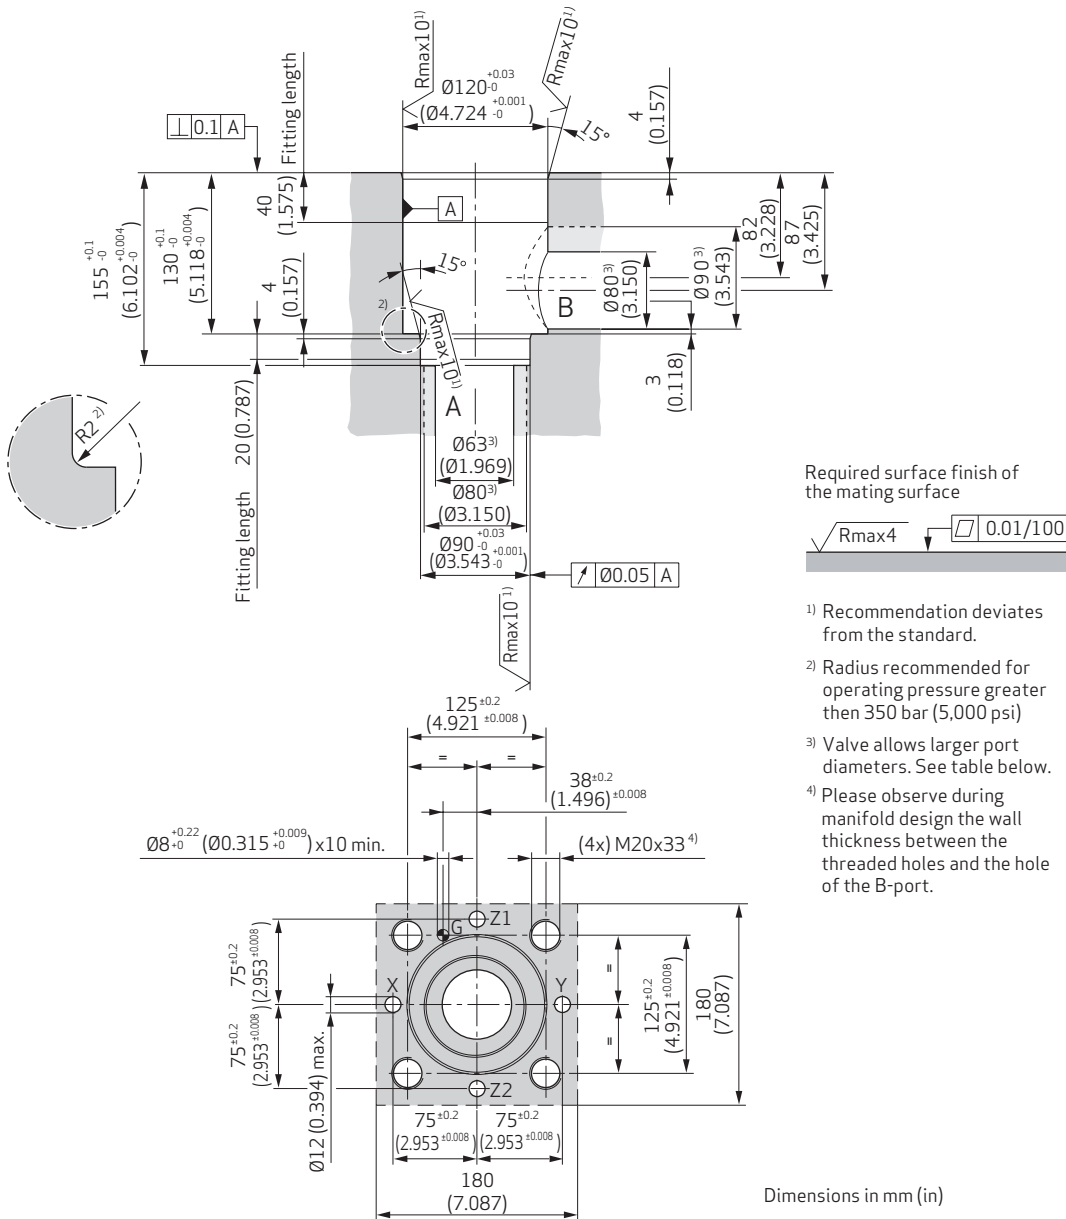 Rmax10 1)
Rmax10 1)
Ø120 +0.03 -0
(Ø4.724 +0.001 -0)
15°
4
(0.157)
⊥ 0.1 A
Fitting length
40
(1.575)
A
155 +0.1 -0
(6.102 +0.004 -0)
130 +0.1 -0
(5.118 +0.004 -0)
4
(0.157)
15°
2)
Rmax10 1)
B
Ø80 3)
(3.150)
Ø90 3)
(3.543)
82
(3.228)
87
(3.425)
3
(0.118)
A
R2 2)
Fitting length 20 (0.787)
Ø63 3)
(Ø1.969)
Ø80 3)
(Ø3.150)
Ø90 +0.03 -0
(Ø3.543 +0.001 -0)
Ø0.05 A
Rmax10 1)
Required surface finish of
the mating surface
Rmax4
0.01/100
1) Recommendation deviates
from the standard.
2) Radius recommended for
operating pressure greater
then 350 bar (5,000 psi)
3) Valve allows larger port
diameters. See table below.
4) Please observe during
manifold design the wall
thickness between the
threaded holes and the hole
of the B-port.
125 ±0.2
(4.921 ±0.008)
= =
38 ±0.2
(1.496) ±0.008
Ø8 +0.22 +0 (Ø0.315 +0.009 +0) x10 min.
(4x) M20x33 4)
G
Z1
X
Y
Z2
75 ±0.2
(2.953 ±0.008)
75 ±0.2
(2.953 ±0.008)
Ø12 (0.394) max.
=
=
125 ±0.2
(4.921 ±0.008)
180
(7.087)
75 ±0.2
(2.953 ±0.008)
75 ±0.2
(2.953 ±0.008)
180
(7.087)
Dimensions in mm (in)